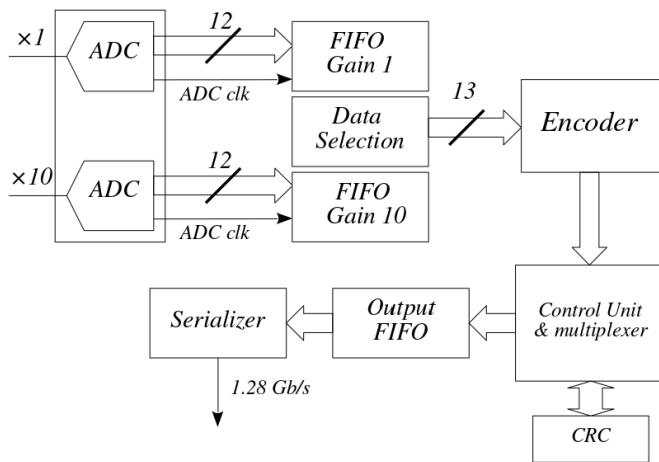 ×1
ADC
12
ADC clk
FIFO
Gain 1
Data
Selection
13
Encoder
×10
ADC
12
ADC clk
FIFO
Gain 10
Serializer
Output
FIFO
Control Unit
& multiplexer
1.28 Gb/s
CRC